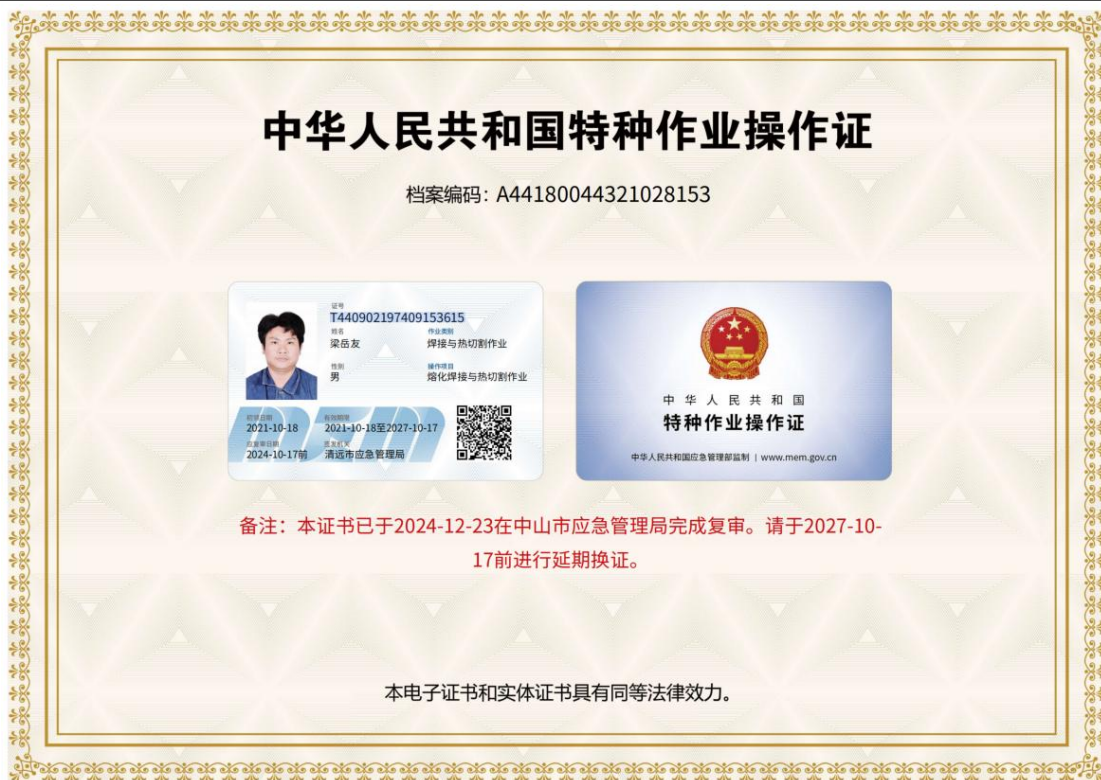 中华人民共和国特种作业操作证
档案编码：A44180044321028153
证号
T440902197409153615
姓名
作业类别
梁岳友
焊接与热切割作业
性别
操作项目
男
熔化焊接与热切割作业
初领日期
有效期限
2021-10-18
2021-10-18至2027-10-17
应复审日期
签发机关
2024-10-17前
清远市应急管理局
中华人民共和国
特种作业操作证
中华人民共和国应急管理部监制 | www.mem.gov.cn
备注：本证书已于2024-12-23在中山市应急管理局完成复审。请于2027-10-
17前进行延期换证。
本电子证书和实体证书具有同等法律效力。